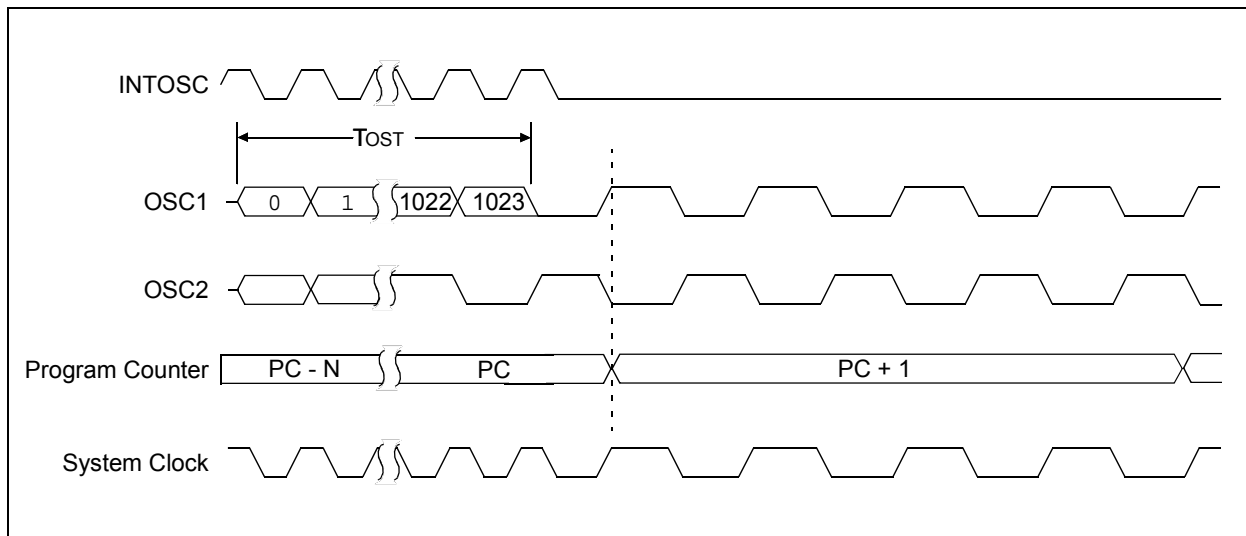 INTOSC
TOST
OSC1 0 1 1022 1023
OSC2
Program Counter PC - N PC PC + 1
System Clock